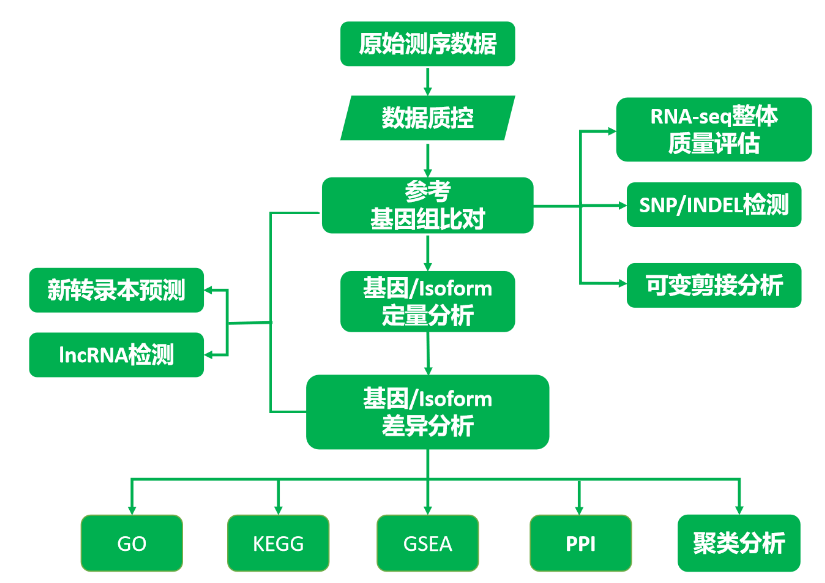 原始测序数据
数据质控
RNA-seq整体
质量评估
参考
基因组比对
SNP/INDEL检测
可变剪接分析
新转录本预测
基因/Isoform
定量分析
lncRNA检测
基因/Isoform
差异分析
GO
KEGG
GSEA
PPI
聚类分析